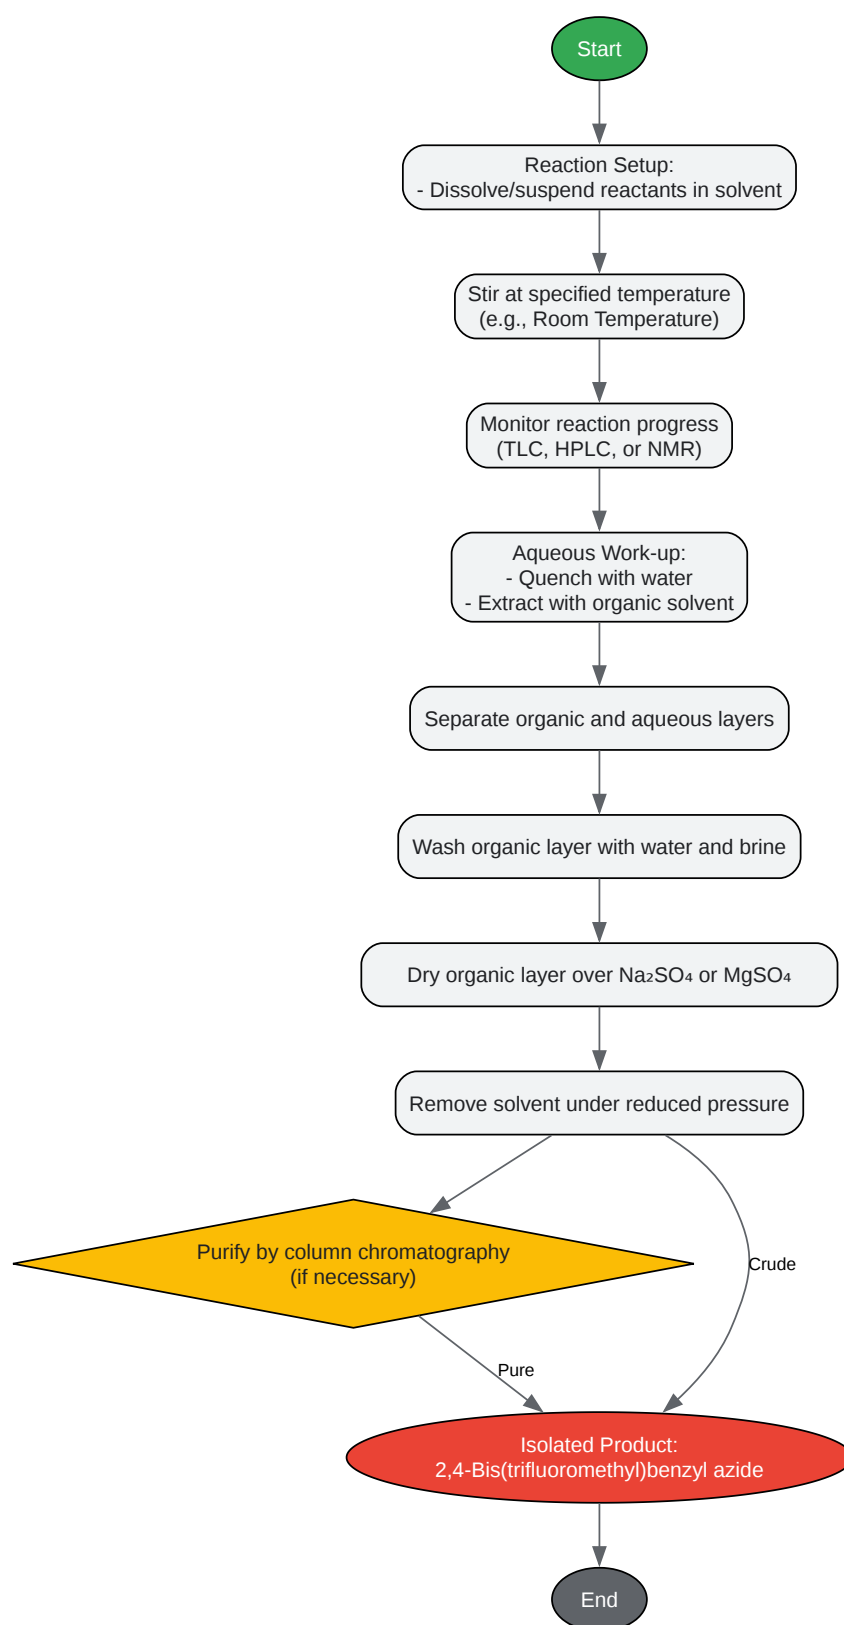 Start
Reaction Setup:
- Dissolve/suspend reactants in solvent
Stir at specified temperature
(e.g., Room Temperature)
Monitor reaction progress
(TLC, HPLC, or NMR)
Aqueous Work-up:
- Quench with water
- Extract with organic solvent
Separate organic and aqueous layers
Wash organic layer with water and brine
Dry organic layer over Na₂SO₄ or MgSO₄
Remove solvent under reduced pressure
Purify by column chromatography
(if necessary)
Crude
Pure
Isolated Product:
2,4-Bis(trifluoromethyl)benzyl azide
End